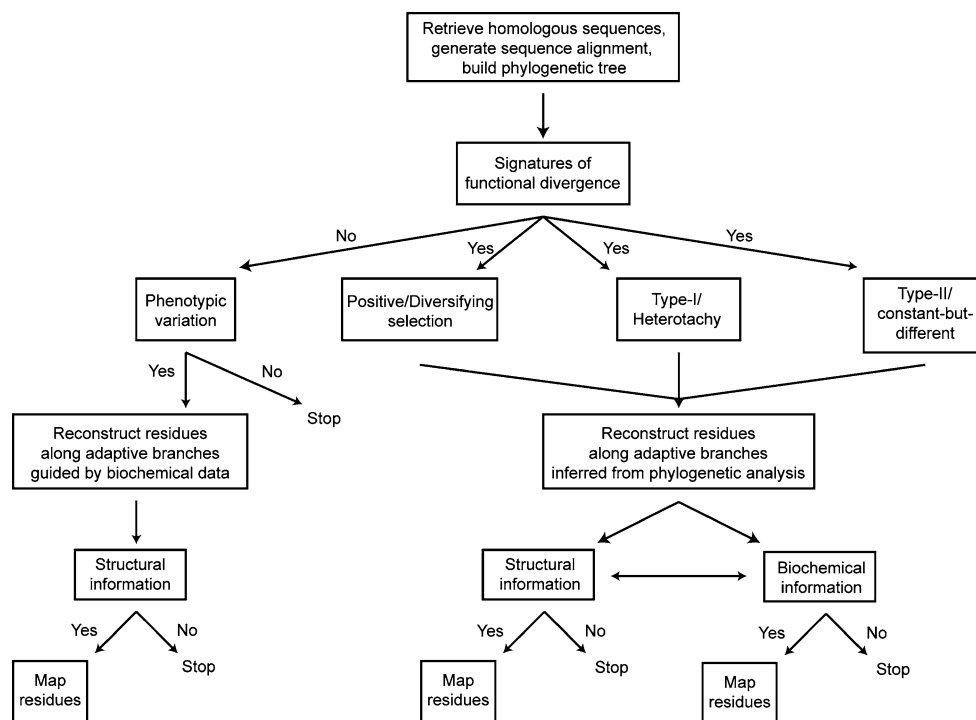 Retrieve homologous sequences,
generate sequence alignment,
build phylogenetic tree
Signatures of
functional divergence
No
Yes
Yes
Yes
Phenotypic
variation
Positive/Diversifying
selection
Type-I/
Heterotachy
Type-II/
constant-but-
different
Yes
No
Stop
Reconstruct residues
along adaptive branches
guided by biochemical data
Reconstruct residues
along adaptive branches
inferred from phylogenetic analysis
Structural
information
Structural
information
Biochemical
information
Yes
No
Stop
Map
residues
Yes
No
Stop
Map
residues
Yes
No
Stop
Map
residues